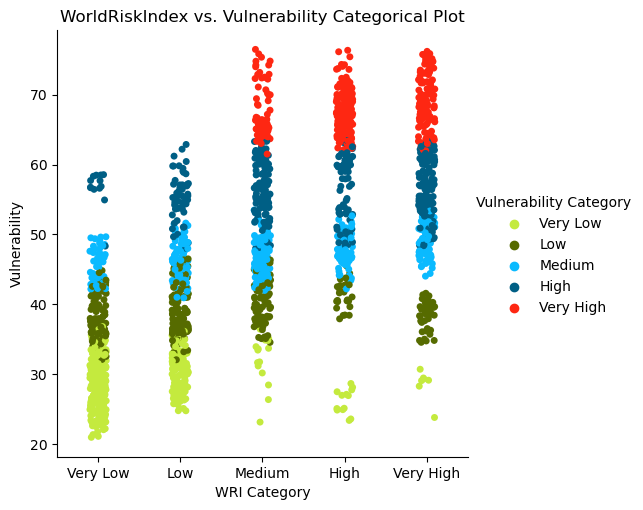 WorldRiskIndex vs. Vulnerability Categorical Plot
Vulnerability
70
60
50
40
30
20
Very Low
Low
Medium
High
Very High
WRI Category
Vulnerability Category
Very Low
Low
Medium
High
Very High